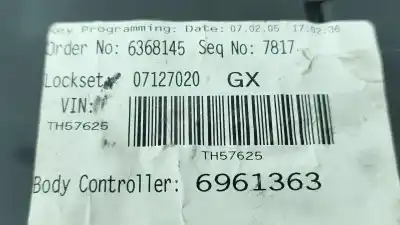 Key Programming: Date: 07.02.05 17:02:36
Order No: 6368145 Seq No: 7817
Lockset 07127020 GX
VIN:
TH57625
TH57625
Body Controller: 6961363